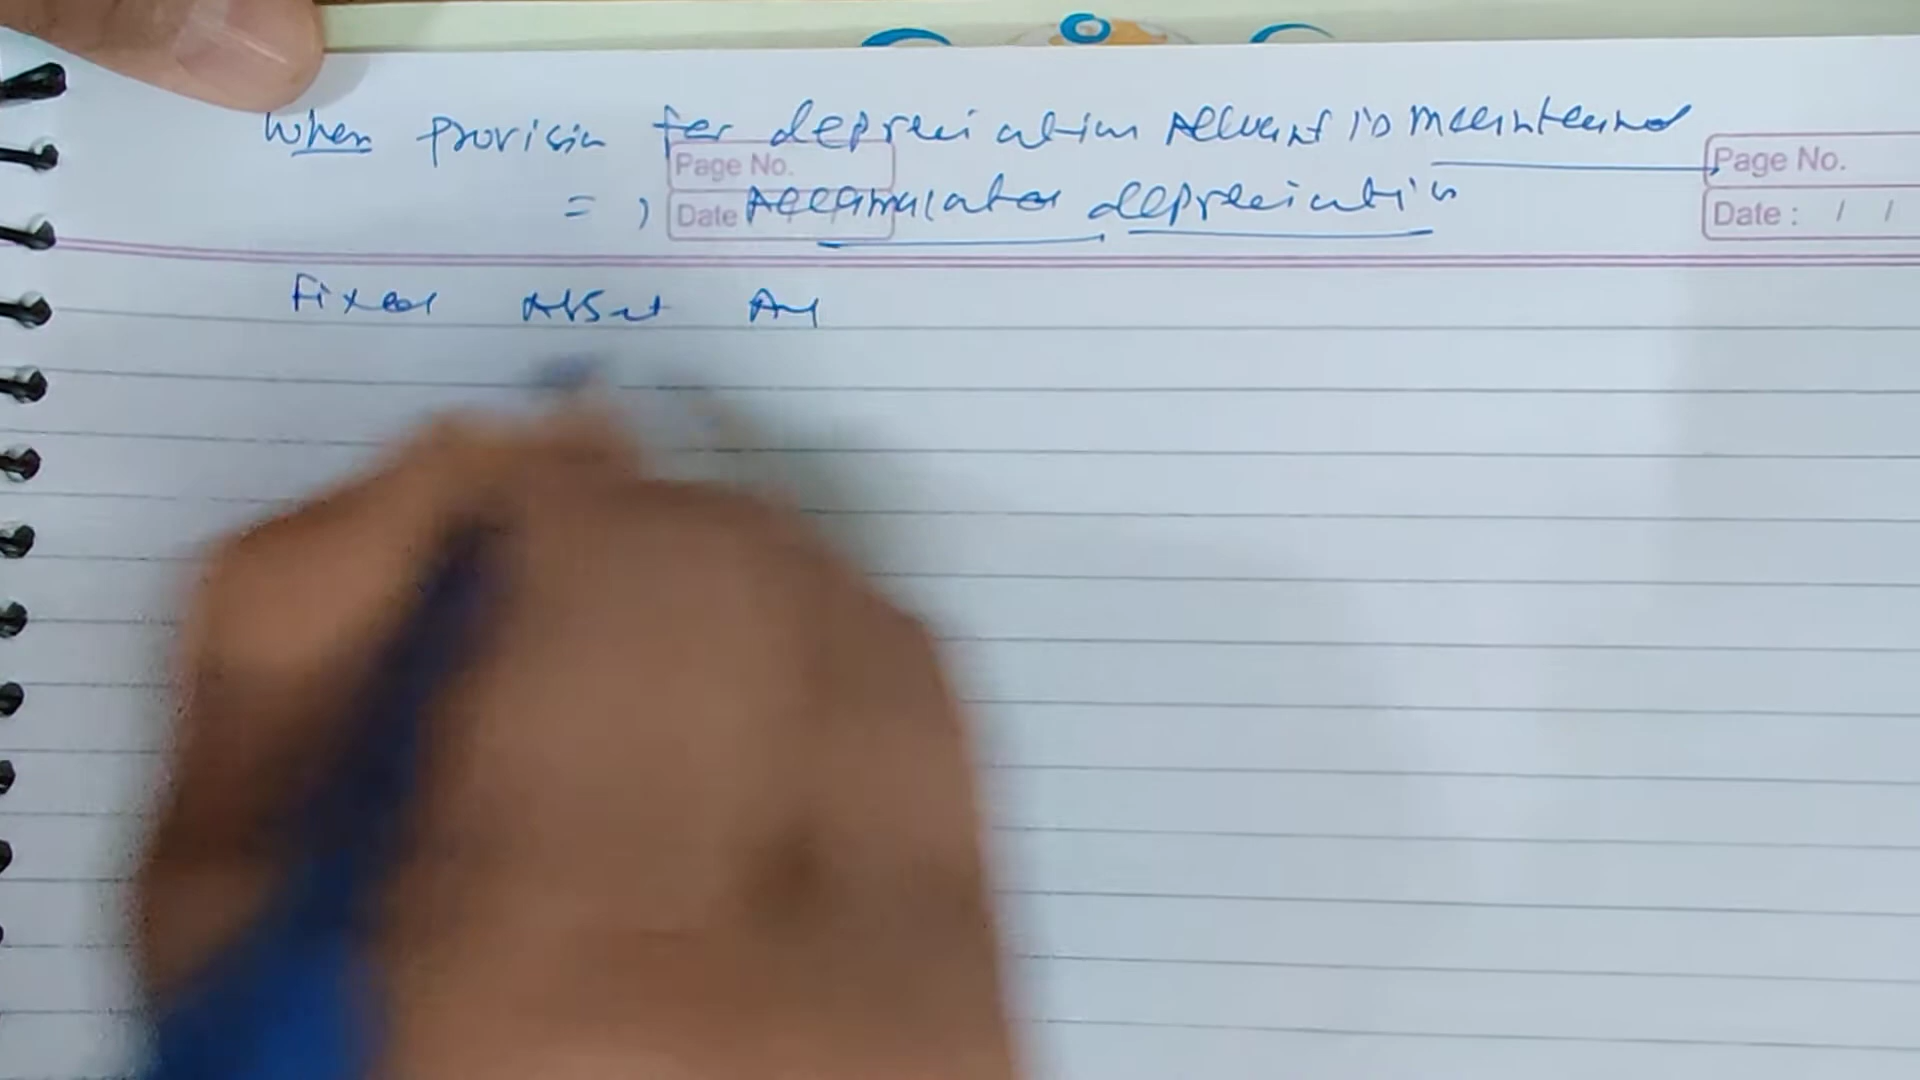 When provision for depreciation Account is maintained
Page No.
Page No.
= ) Accumulated depreciation
Date
Date : / /
Fixed Asset A/c